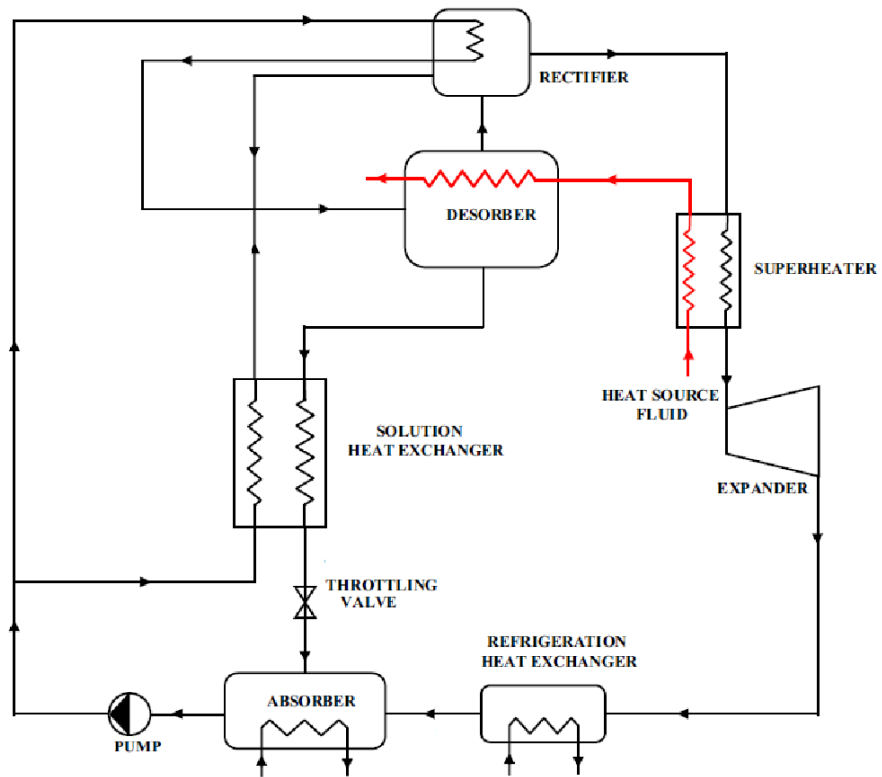 RECTIFIER
DESORBER
SUPERHEATER
HEAT SOURCE
FLUID
SOLUTION
HEAT EXCHANGER
EXPANDER
THROTTLING
VALVE
REFRIGERATION
HEAT EXCHANGER
ABSORBER
PUMP